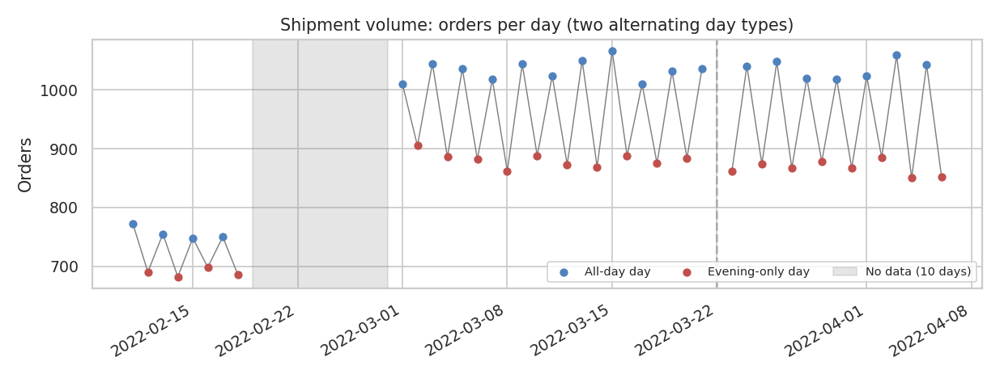 Shipment volume: orders per day (two alternating day types)
Orders
1000
900
800
700
All-day day
Evening-only day
No data (10 days)
2022-02-15
2022-02-22
2022-03-01
2022-03-08
2022-03-15
2022-03-22
2022-04-01
2022-04-08